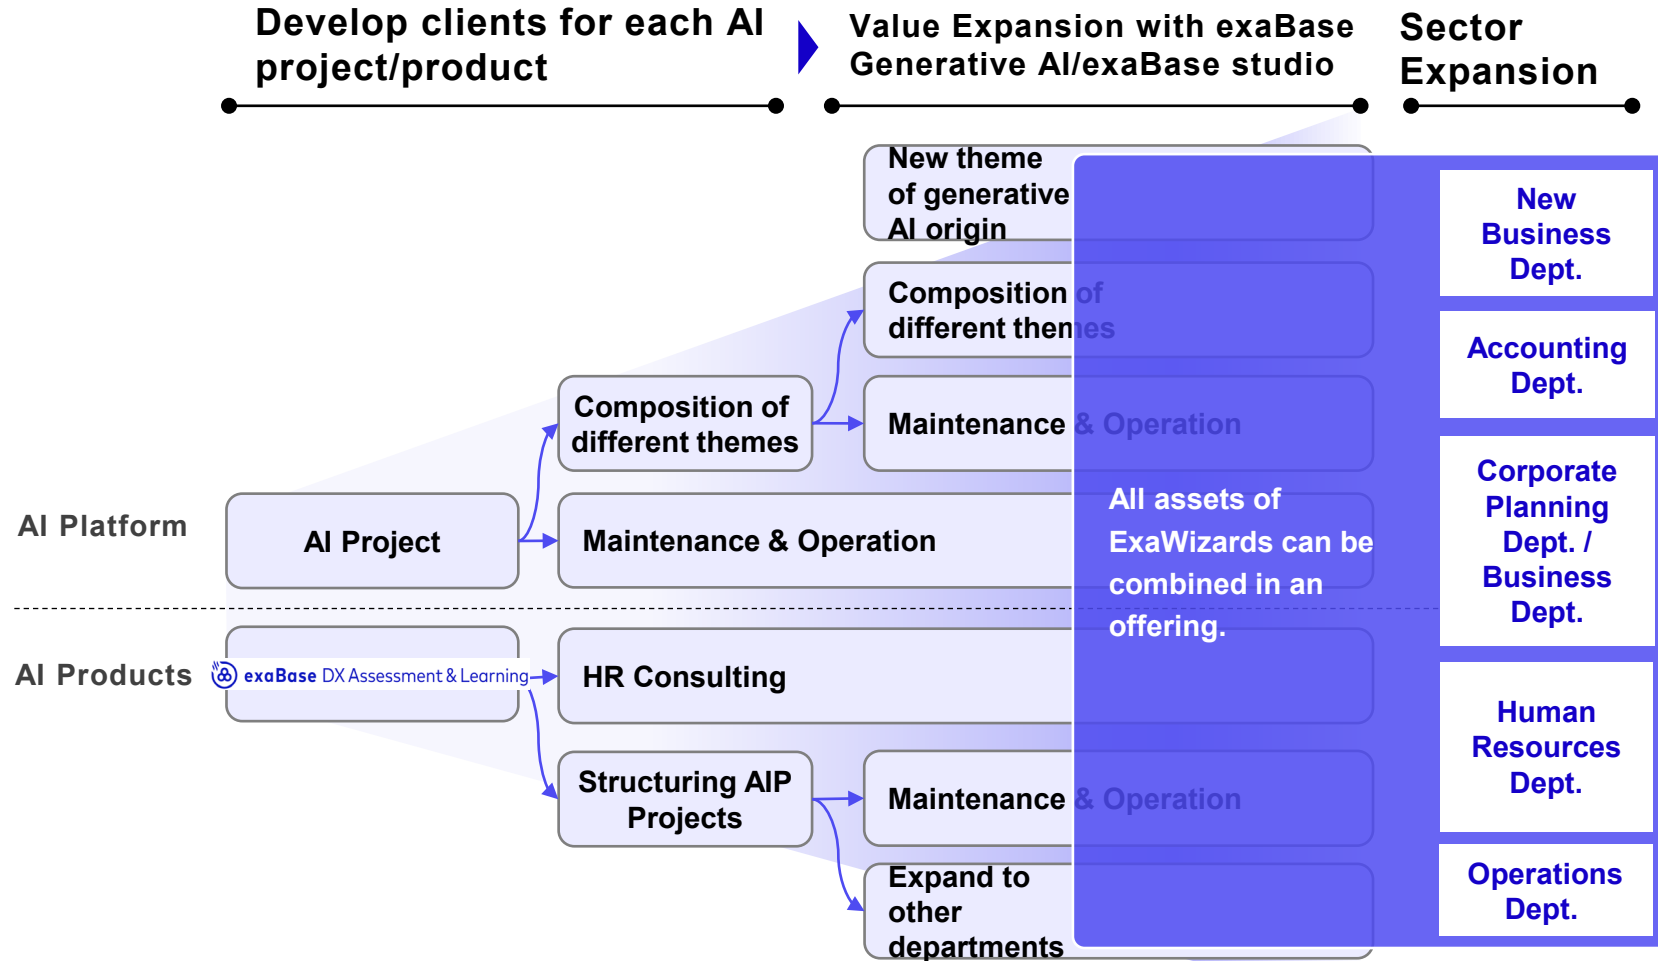 Develop clients for each AI
project/product
Value Expansion with exaBase
Generative AI/exaBase studio
Sector
Expansion
New theme
of generative
AI origin
Composition of
different themes
Composition of
different themes
Maintenance & Operation
AI Platform
AI Project
Maintenance & Operation
All assets of
ExaWizards can be
combined in an
offering.
AI Products
exaBase DX Assessment & Learning
HR Consulting
Structuring AIP
Projects
Maintenance & Operation
Expand to
other
departments
New
Business
Dept.
Accounting
Dept.
Corporate
Planning
Dept. /
Business
Dept.
Human
Resources
Dept.
Operations
Dept.